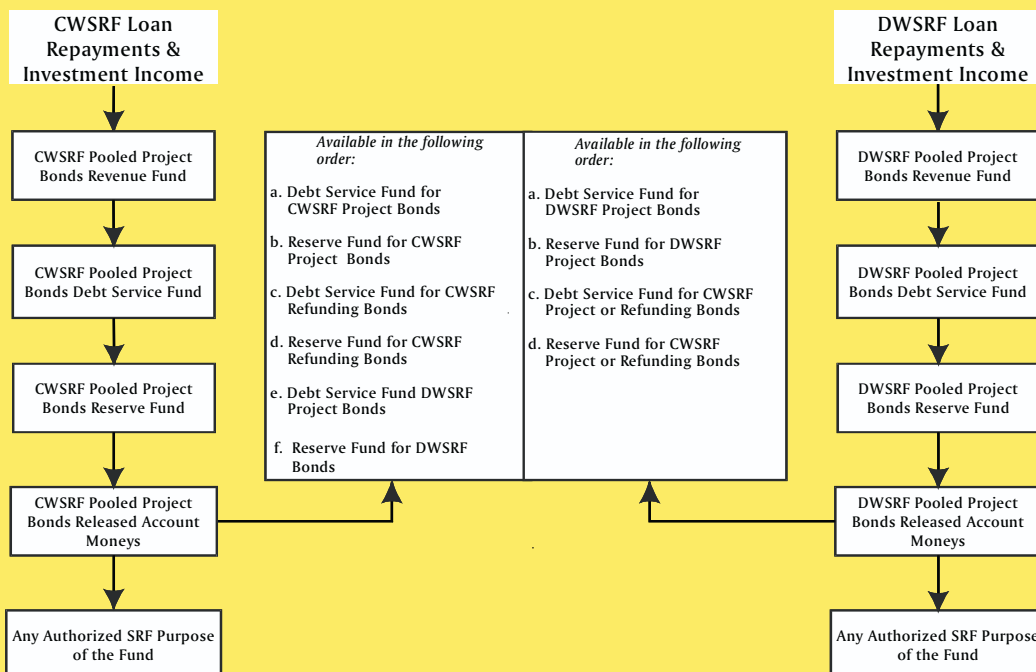 CWSRF Loan
Repayments &
Investment Income
CWSRF Pooled Project
Bonds Revenue Fund
CWSRF Pooled Project
Bonds Debt Service Fund
CWSRF Pooled Project
Bonds Reserve Fund
CWSRF Pooled Project
Bonds Released Account
Moneys
Any Authorized SRF Purpose
of the Fund
Available in the following
order:
a. Debt Service Fund for
CWSRF Project Bonds
b. Reserve Fund for CWSRF
Project Bonds
c. Debt Service Fund for CWSRF
Refunding Bonds
d. Reserve Fund for CWSRF
Refunding Bonds
e. Debt Service Fund DWSRF
Project Bonds
f. Reserve Fund for DWSRF
Bonds
Available in the following
order:
a. Debt Service Fund for
DWSRF Project Bonds
b. Reserve Fund for DWSRF
Project Bonds
c. Debt Service Fund for CWSRF
Project or Refunding Bonds
d. Reserve Fund for CWSRF
Project or Refunding Bonds
DWSRF Loan
Repayments &
Investment Income
DWSRF Pooled Project
Bonds Revenue Fund
DWSRF Pooled Project
Bonds Debt Service Fund
DWSRF Pooled Project
Bonds Reserve Fund
DWSRF Pooled Project
Bonds Released Account
Moneys
Any Authorized SRF Purpose
of the Fund